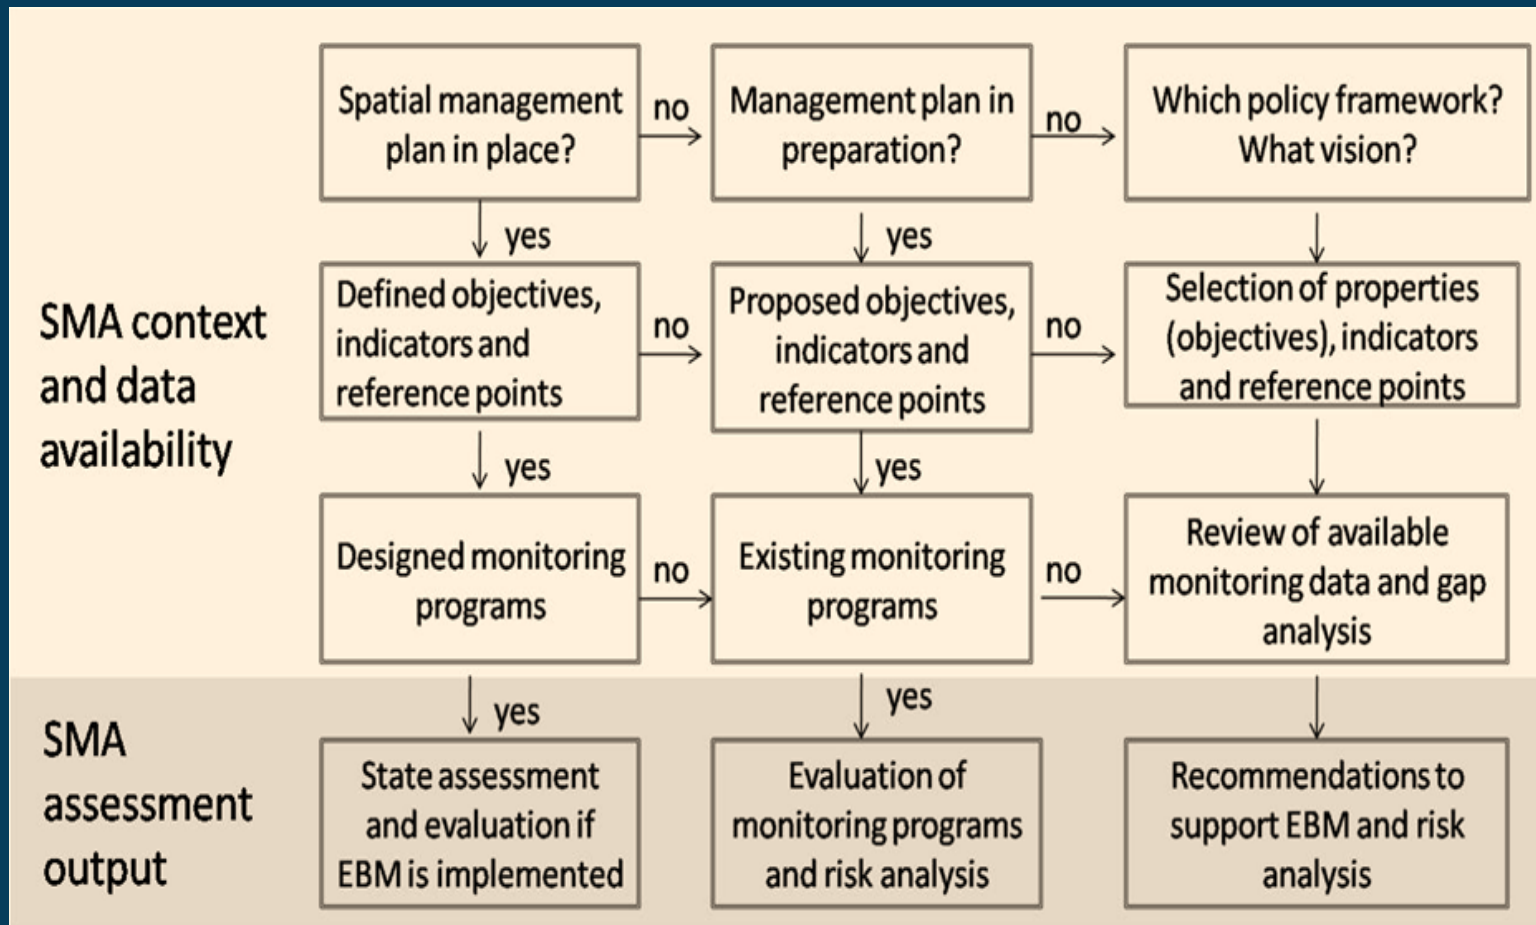 Spatial management
plan in place?
no
Management plan in
preparation?
no
Which policy framework?
What vision?
yes
yes
SMA context
and data
availability
Defined objectives,
indicators and
reference points
no
Proposed objectives,
indicators and
reference points
no
Selection of properties
(objectives), indicators
and reference points
yes
yes
Designed monitoring
programs
no
Existing monitoring
programs
no
Review of available
monitoring data and gap
analysis
yes
yes
SMA
assessment
output
State assessment
and evaluation if
EBM is implemented
Evaluation of
monitoring programs
and risk analysis
Recommendations to
support EBM and risk
analysis